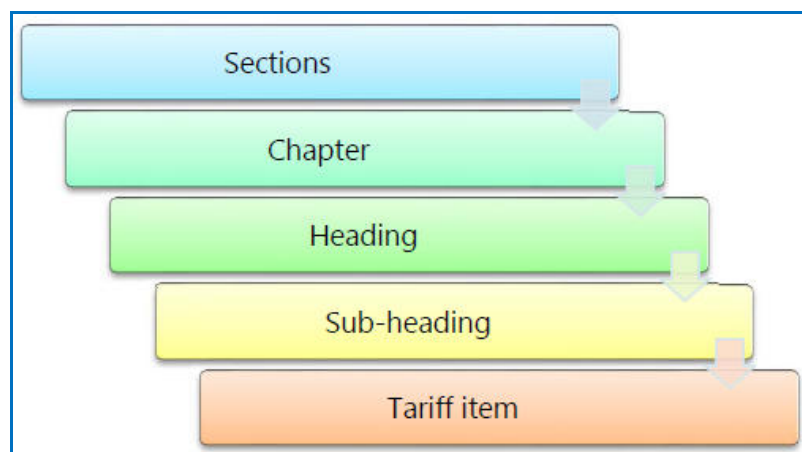 Sections
Chapter
Heading
Sub-heading
Tariff item